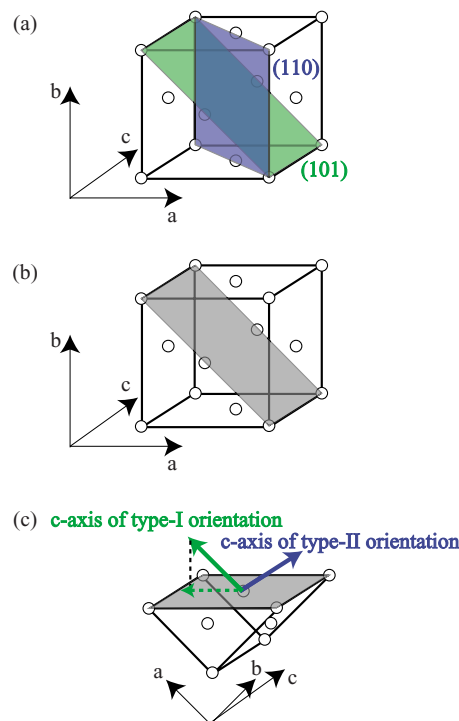 (a)
(110)
b
c
(101)
a
(b)
b
c
a
(c)
c-axis of type-I orientation
c-axis of type-II orientation
a
b
c